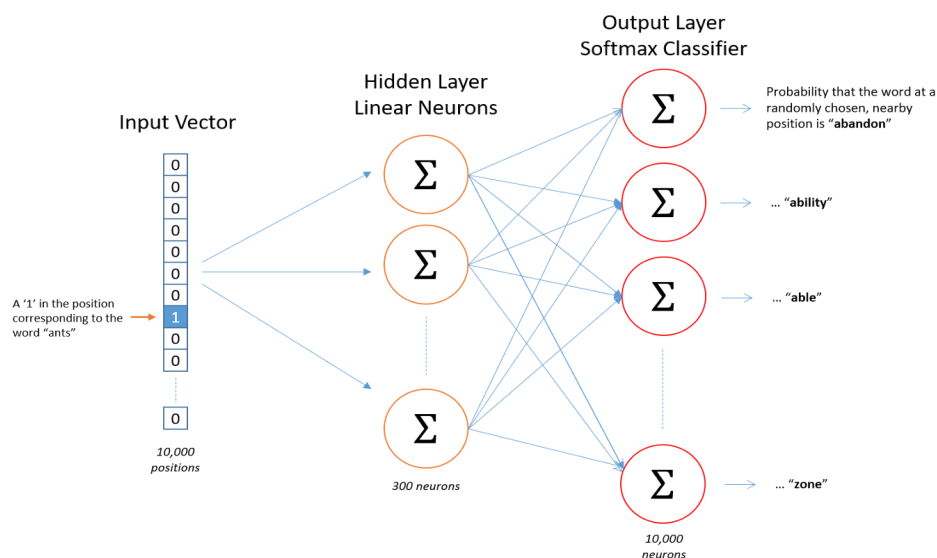 Output Layer
Softmax Classifier
Hidden Layer
Linear Neurons
Input Vector
Probability that the word at a
randomly chosen, nearby
position is “abandon”
0
0
0
0
0
0
0
1
0
0
0
A ‘1’ in the position
corresponding to the
word “ants”
10,000
positions
Σ
Σ
Σ
300 neurons
Σ
Σ
Σ
Σ
... “ability”
... “able”
... “zone”
10,000
neurons